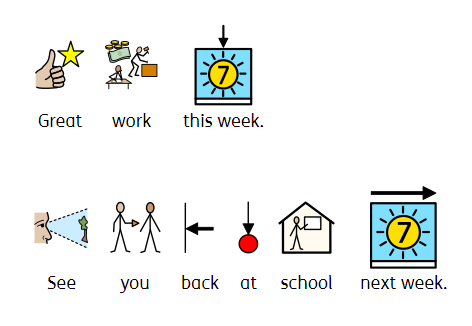 Great work this week.
See you back at school next week.